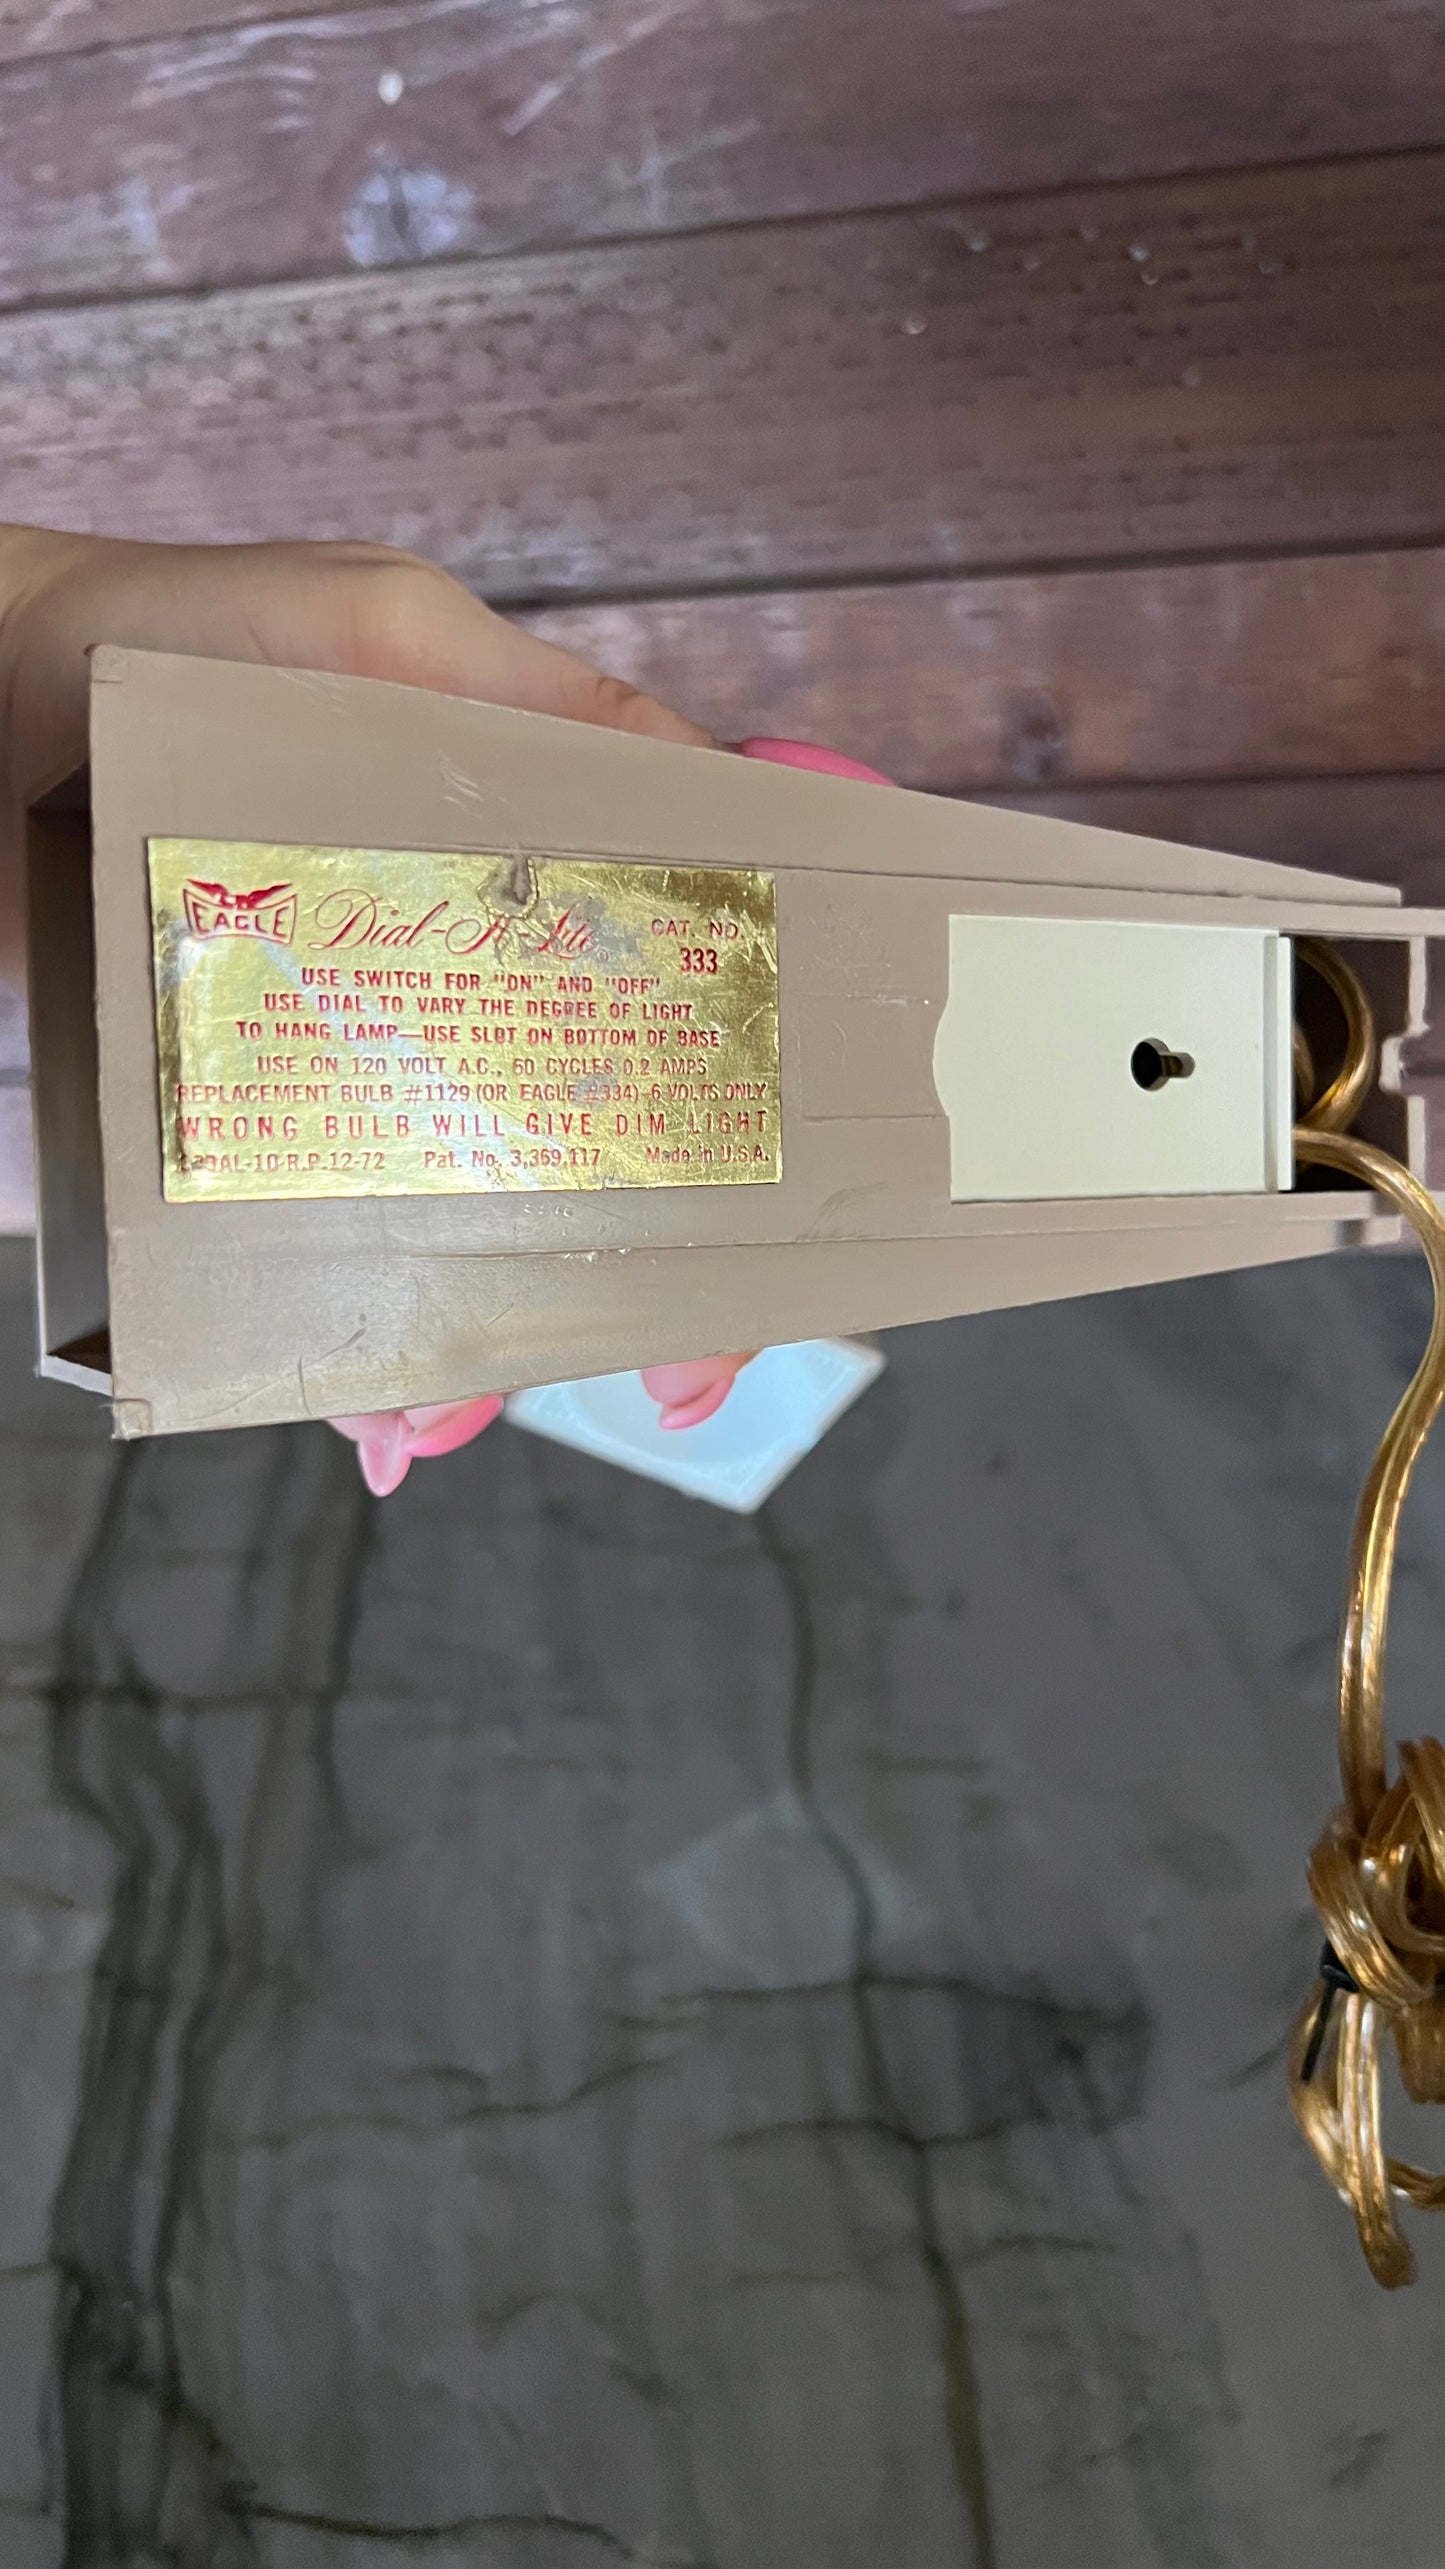 EAGLE Dial-A-Lite CAT. NO.
333
USE SWITCH FOR "ON" AND "OFF"
USE DIAL TO VARY THE DEGREE OF LIGHT
TO HANG LAMP—USE SLOT ON BOTTOM OF BASE
USE ON 120 VOLT A.C., 60 CYCLES 0.2 AMPS
REPLACEMENT BULB #1129 (OR EAGLE #334) 6 VOLTS ONLY
WRONG BULB WILL GIVE DIM LIGHT
R.P.12-72 Pat. No. 3,369,117 Made in U.S.A.